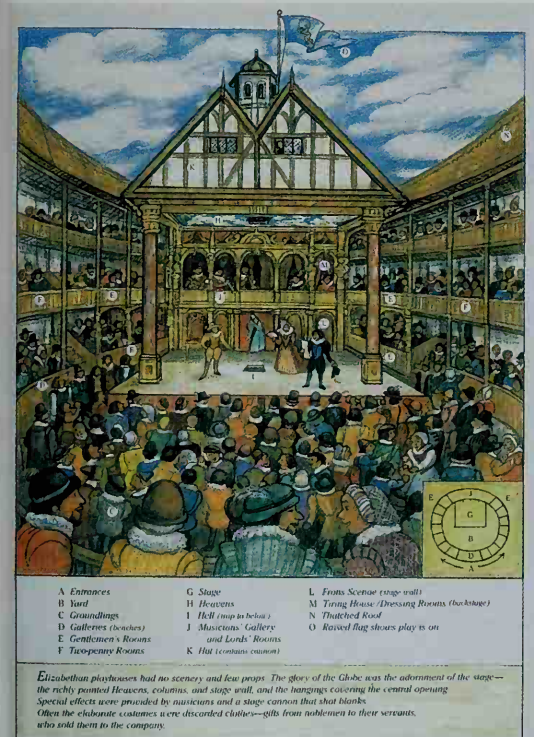 O
N
K
H
M
J
F
E
E
F
F
L
I
D
C
E J E
G
B
D
A
A Entrances
B Yard
C Groundlings
D Galleries (benches)
E Gentlemen's Rooms
F Two-penny Rooms
G Stage
H Heavens
I Hell (trap to below)
J Musicians' Gallery
and Lords' Rooms
K Hut (contains cannon)
L Frons Scenae (stage wall)
M Tiring House/Dressing Rooms (backstage)
N Thatched Roof
O Raised flag shows play is on
Elizabethan playhouses had no scenery and few props. The glory of the Globe was the adornment of the stage—
the richly painted Heavens, columns, and stage wall, and the hangings covering the central opening.
Special effects were provided by musicians and a stage cannon that shot blanks.
Often the elaborate costumes were discarded clothes—gifts from noblemen to their servants,
who sold them to the company.